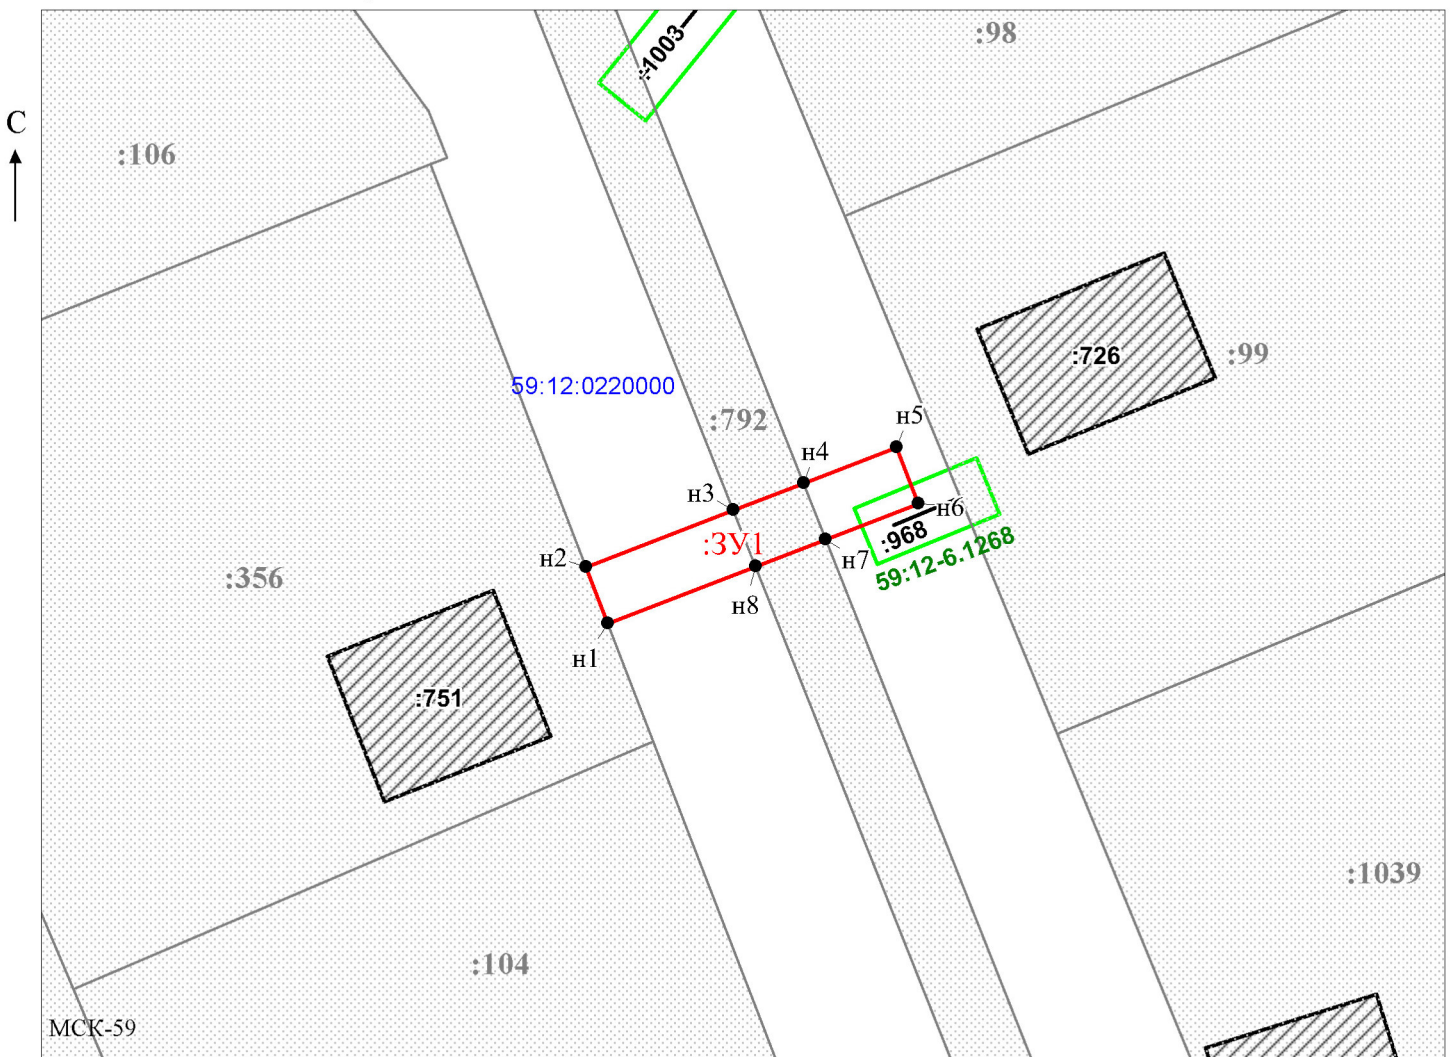 :98
:1003
С
:106
:726
:99
59:12:0220000
:792
н5
н4
н3
н6
:ЗУ1
:968
н2
н7
59:12-6.1268
:356
н8
н1
:751
:1039
:104
МСК-59